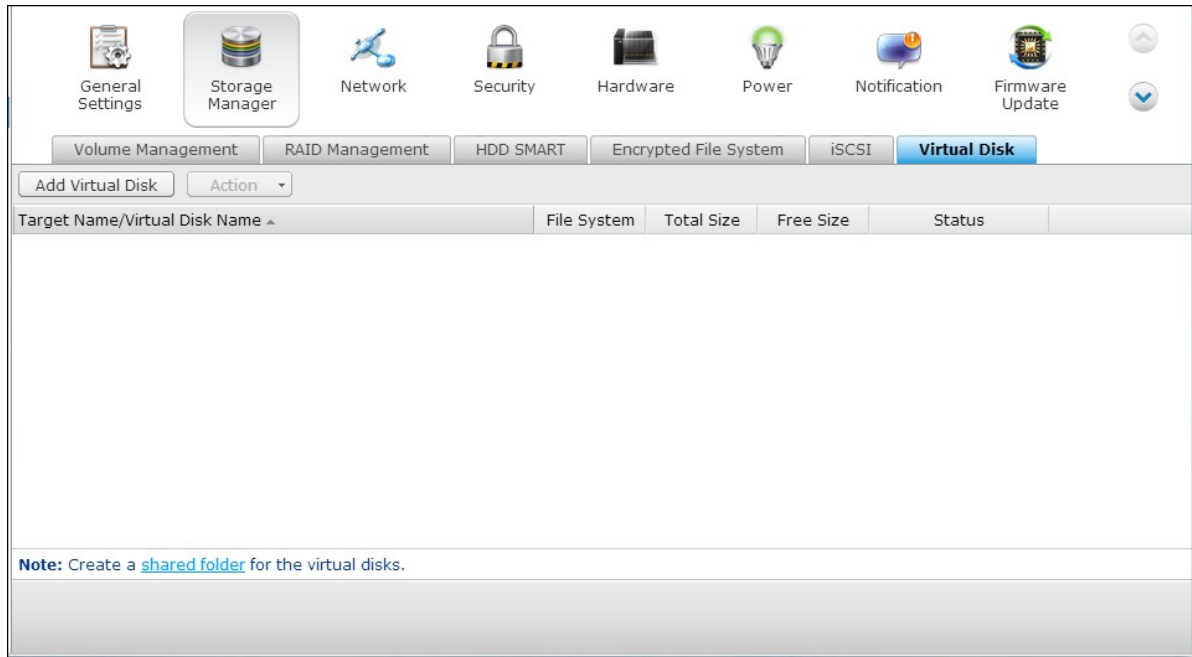 General Settings
Storage Manager
Network
Security
Hardware
Power
Notification
Firmware Update
Volume Management
RAID Management
HDD SMART
Encrypted File System
iSCSI
Virtual Disk
Add Virtual Disk
Action
Target Name/Virtual Disk Name
File System
Total Size
Free Size
Status
Note: Create a shared folder for the virtual disks.